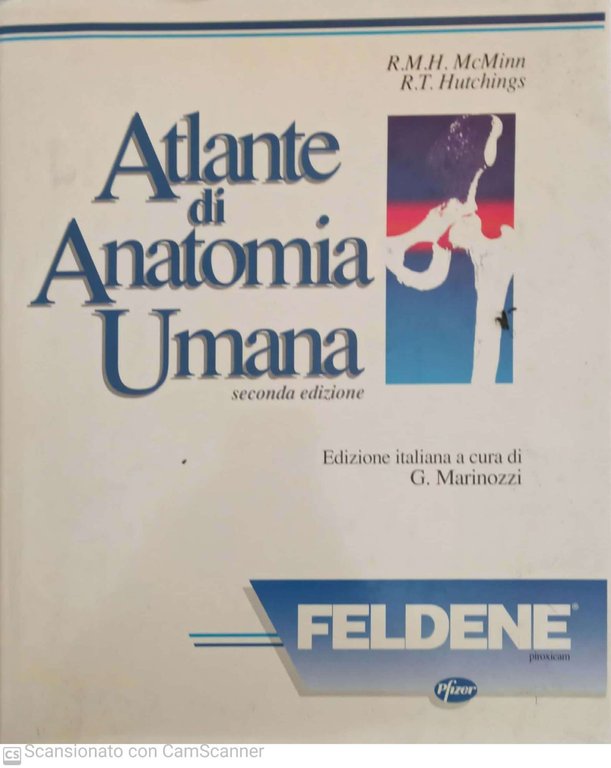 R.M.H. McMinn
R.T. Hutchings
Atlante
di
Anatomia
Umana
seconda edizione
Edizione italiana a cura di
G. Marinozzi
FELDENE®
piroxicam
Pfizer
CS Scansionato con CamScanner